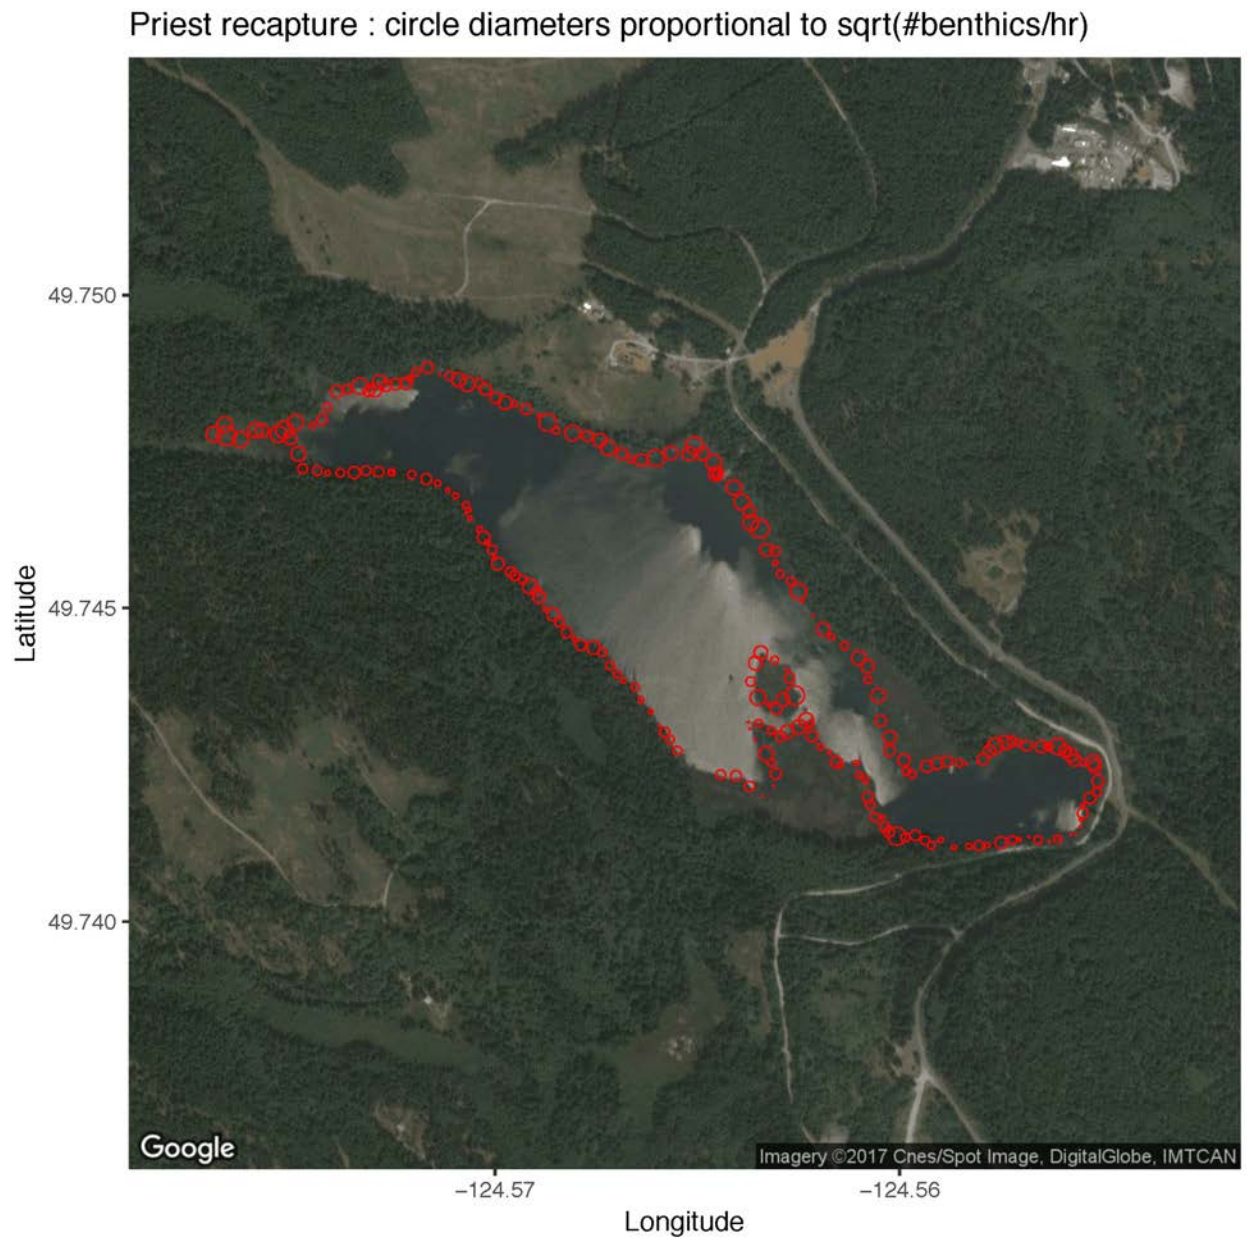 Priest recapture : circle diameters proportional to sqrt(#benthics/hr)
49.750
49.745
49.740
Latitude
Google
Imagery ©2017 Cnes/Spot Image, DigitalGlobe, IMTCAN
−124.57
−124.56
Longitude